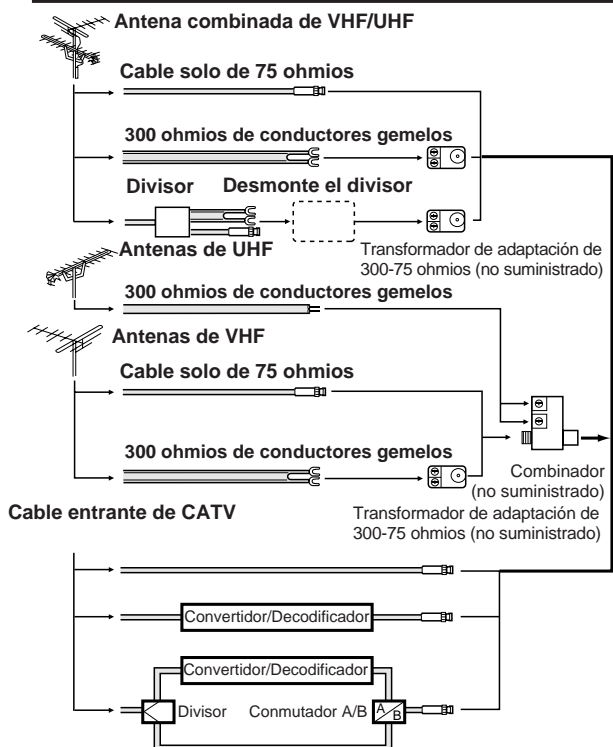 Antena combinada de VHF/UHF
Cable solo de 75 ohmios
300 ohmios de conductores gemelos
Divisor
Desmonte el divisor
Antenas de UHF
Transformador de adaptación de
300-75 ohmios (no suministrado)
300 ohmios de conductores gemelos
Antenas de VHF
Cable solo de 75 ohmios
300 ohmios de conductores gemelos
Combinador
(no suministrado)
Cable entrante de CATV
Transformador de adaptación de
300-75 ohmios (no suministrado)
Convertidor/Decodificador
Convertidor/Decodificador
Divisor
Conmutador A/B
A/B